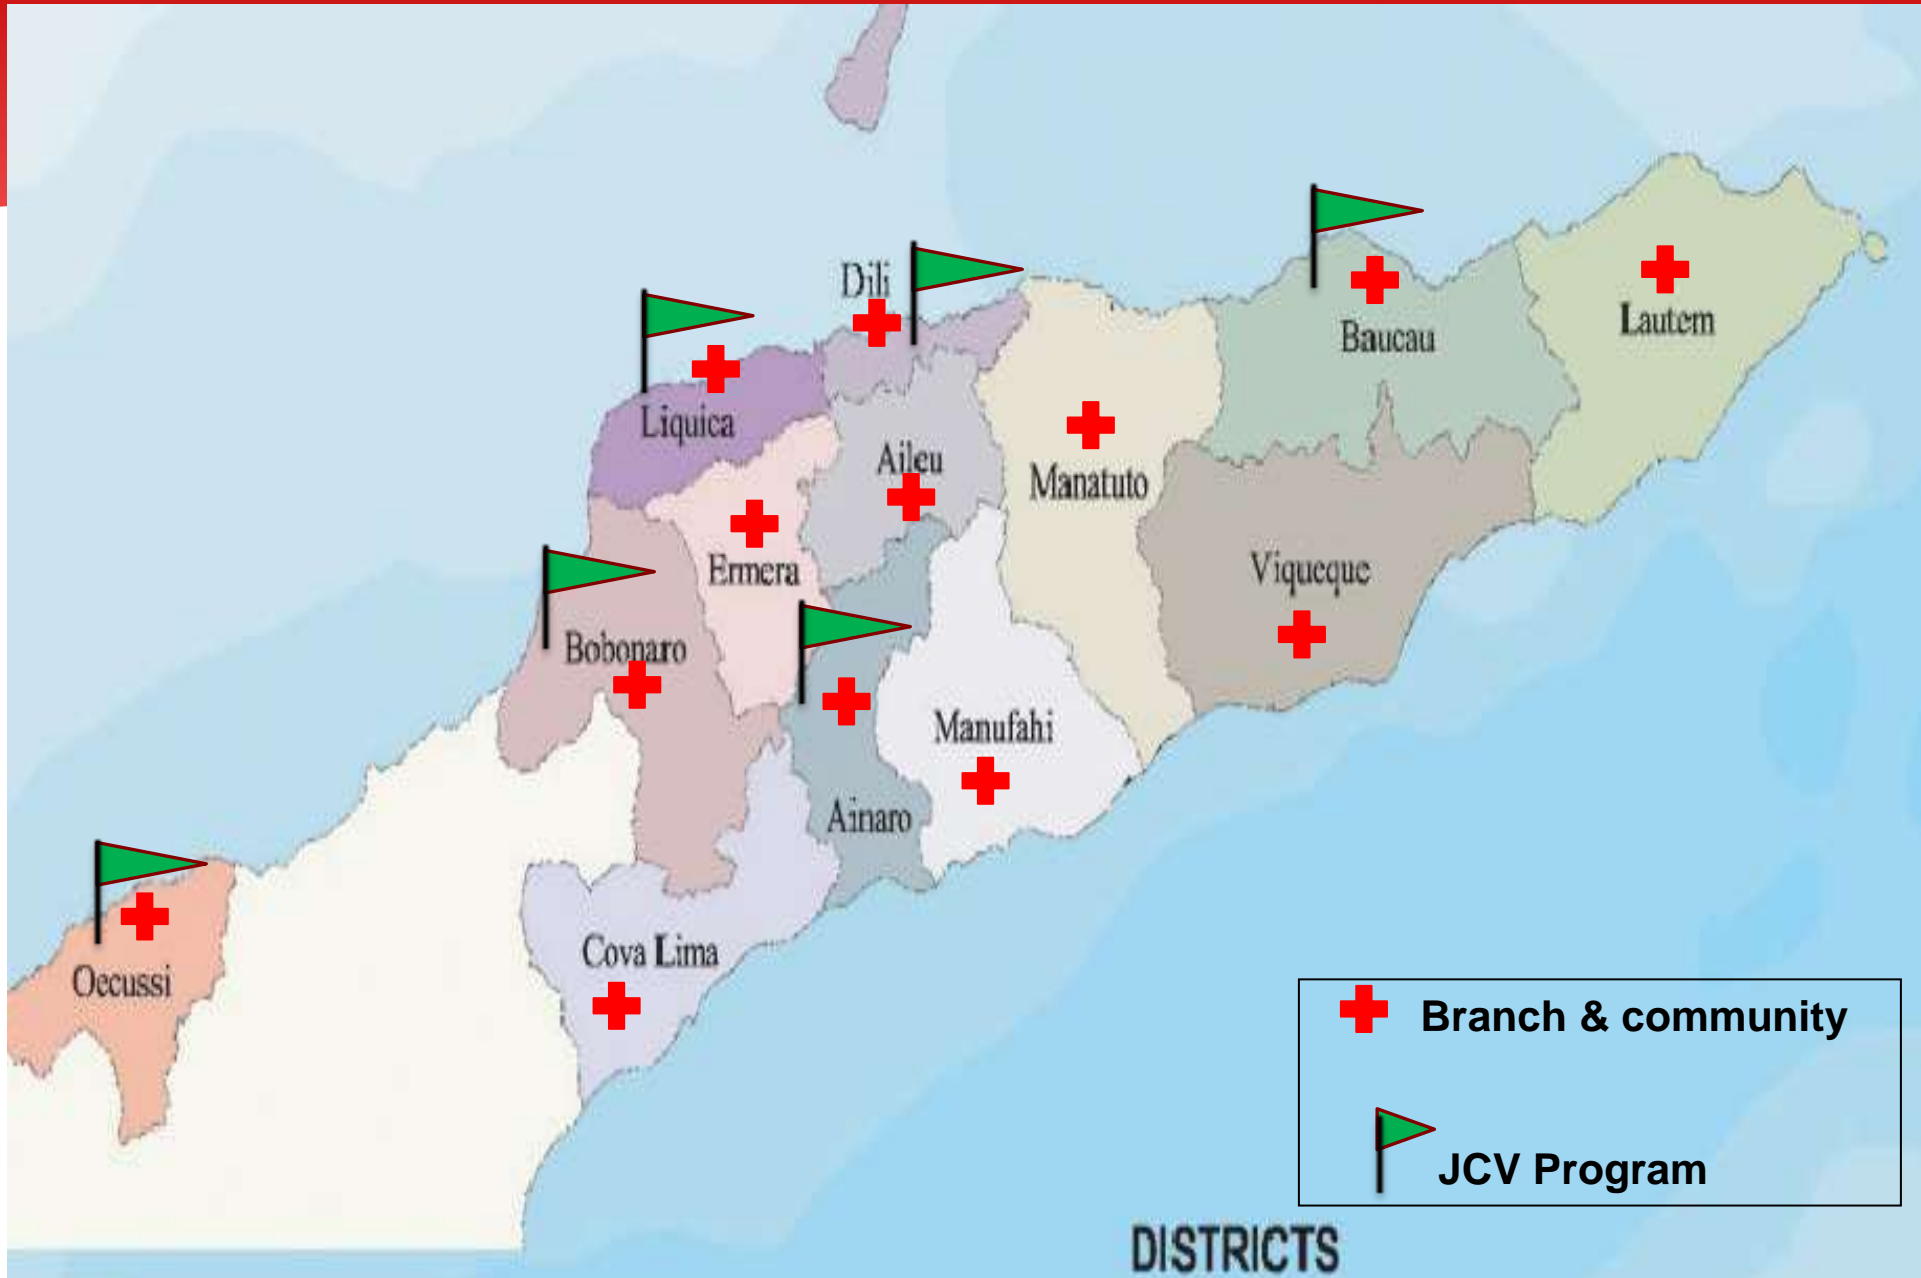 Dili
Baucau
Lautem
Liquica
Aileu
Manatuto
Ermera
Viqueque
Bobonaro
Manufahi
Ainaro
Cova Lima
Oecussi
Branch & community
JCV Program
DISTRICTS